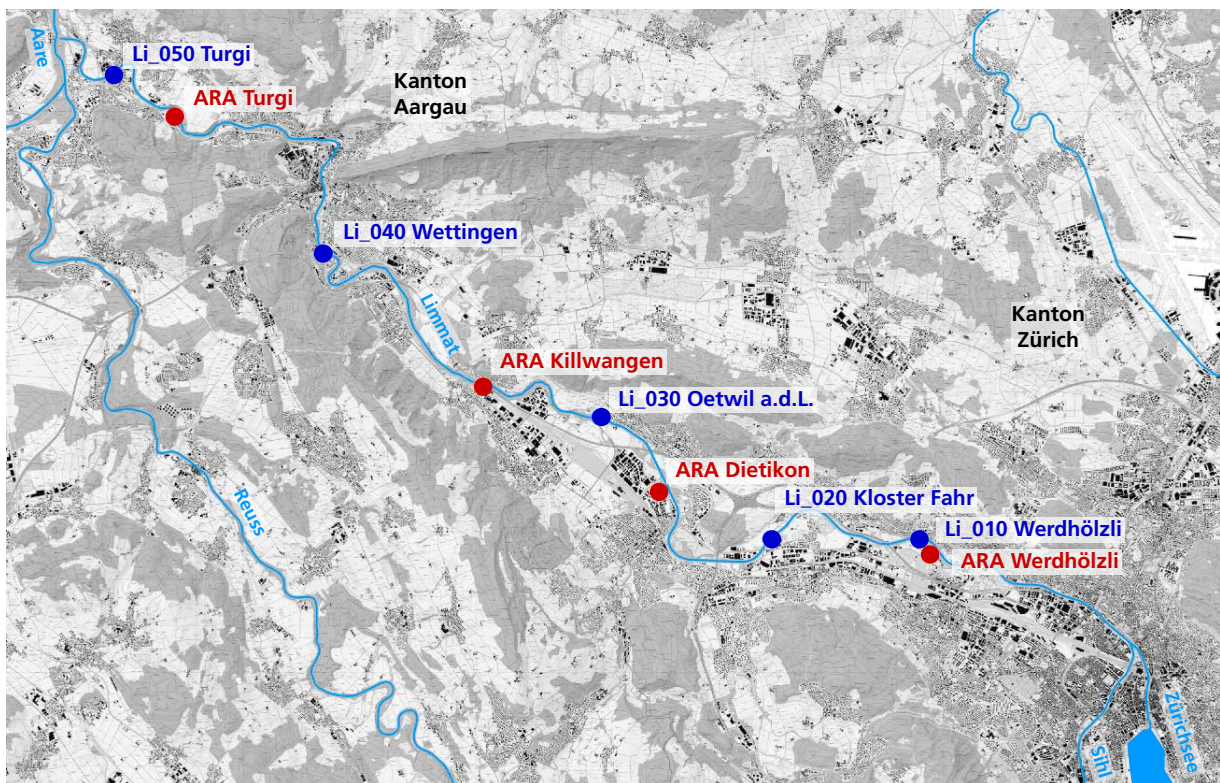 Aare
Li_050 Turgi
ARA Turgi
Kanton
Aargau
Li_040 Wettingen
Limmat
Kanton
Zürich
ARA Killwangen
Li_030 Oetwil a.d.L.
ARA Dietikon
Reuss
Li_020 Kloster Fahr
Li_010 Werdhölzli
ARA Werdhölzli
Sihl
Zürichsee